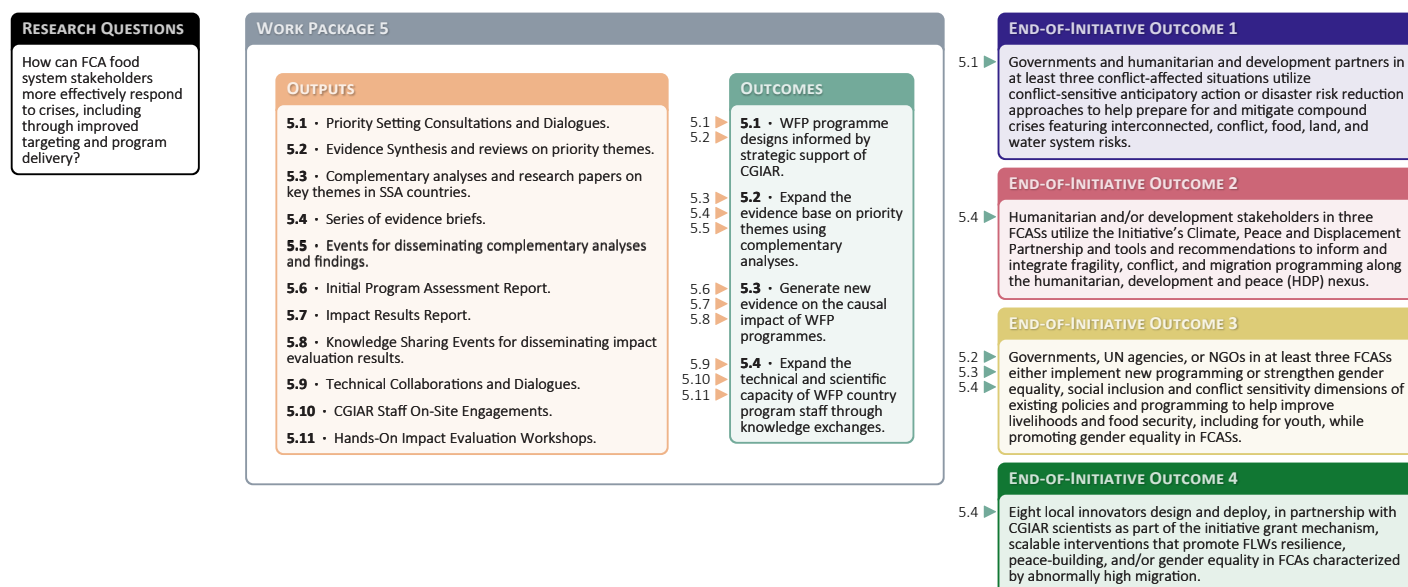 RESEARCH QUESTIONS
How can FCA food
system stakeholders
more effectively respond
to crises, including
through improved
targeting and program
delivery?
WORK PACKAGE 5
OUTPUTS
5.1 · Priority Setting Consultations and Dialogues.
5.2 · Evidence Synthesis and reviews on priority themes.
5.3 · Complementary analyses and research papers on
key themes in SSA countries.
5.4 · Series of evidence briefs.
5.5 · Events for disseminating complementary analyses
and findings.
5.6 · Initial Program Assessment Report.
5.7 · Impact Results Report.
5.8 · Knowledge Sharing Events for disseminating impact
evaluation results.
5.9 · Technical Collaborations and Dialogues.
5.10 · CGIAR Staff On-Site Engagements.
5.11 · Hands-On Impact Evaluation Workshops.
OUTCOMES
5.1
5.2
5.1 · WFP programme
designs informed by
strategic support of
CGIAR.
5.3
5.4
5.5
5.2 · Expand the
evidence base on priority
themes using
complementary
analyses.
5.6
5.7
5.8
5.3 · Generate new
evidence on the causal
impact of WFP
programmes.
5.9
5.10
5.11
5.4 · Expand the
technical and scientific
capacity of WFP country
program staff through
knowledge exchanges.
END-OF-INITIATIVE OUTCOME 1
5.1
Governments and humanitarian and development partners in
at least three conflict-affected situations utilize
conflict-sensitive anticipatory action or disaster risk reduction
approaches to help prepare for and mitigate compound
crises featuring interconnected, conflict, food, land, and
water system risks.
END-OF-INITIATIVE OUTCOME 2
5.4
Humanitarian and/or development stakeholders in three
FCASs utilize the Initiative's Climate, Peace and Displacement
Partnership and tools and recommendations to inform and
integrate fragility, conflict, and migration programming along
the humanitarian, development and peace (HDP) nexus.
END-OF-INITIATIVE OUTCOME 3
5.2
5.3
5.4
Governments, UN agencies, or NGOs in at least three FCASs
either implement new programming or strengthen gender
equality, social inclusion and conflict sensitivity dimensions of
existing policies and programming to help improve
livelihoods and food security, including for youth, while
promoting gender equality in FCASs.
END-OF-INITIATIVE OUTCOME 4
5.4
Eight local innovators design and deploy, in partnership with
CGIAR scientists as part of the initiative grant mechanism,
scalable interventions that promote FLWs resilience,
peace-building, and/or gender equality in FCAs characterized
by abnormally high migration.